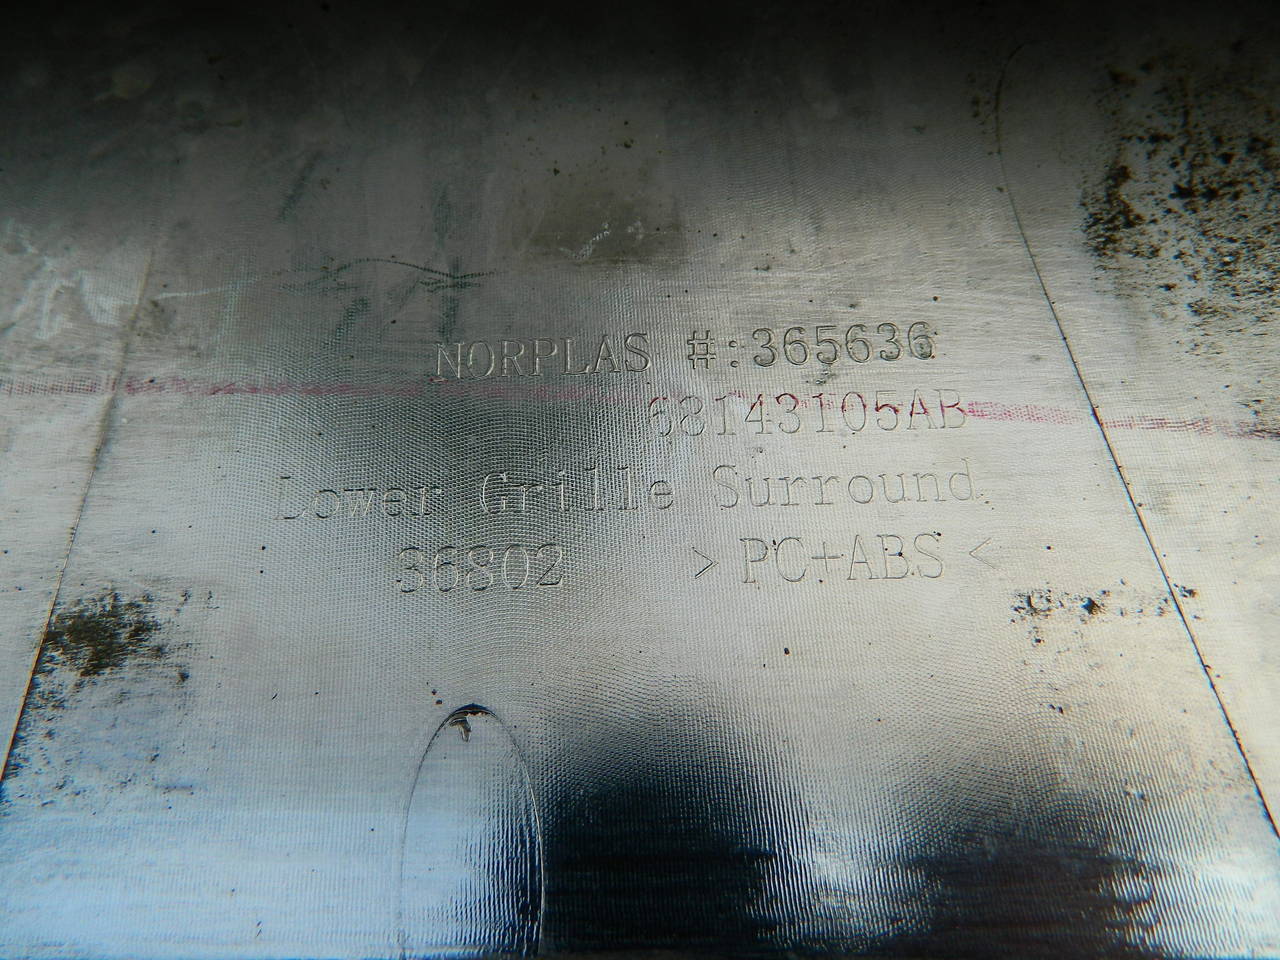 NORPLAS #:365636
68143105AB
Lower Grille Surround
36802 > PC+ABS <